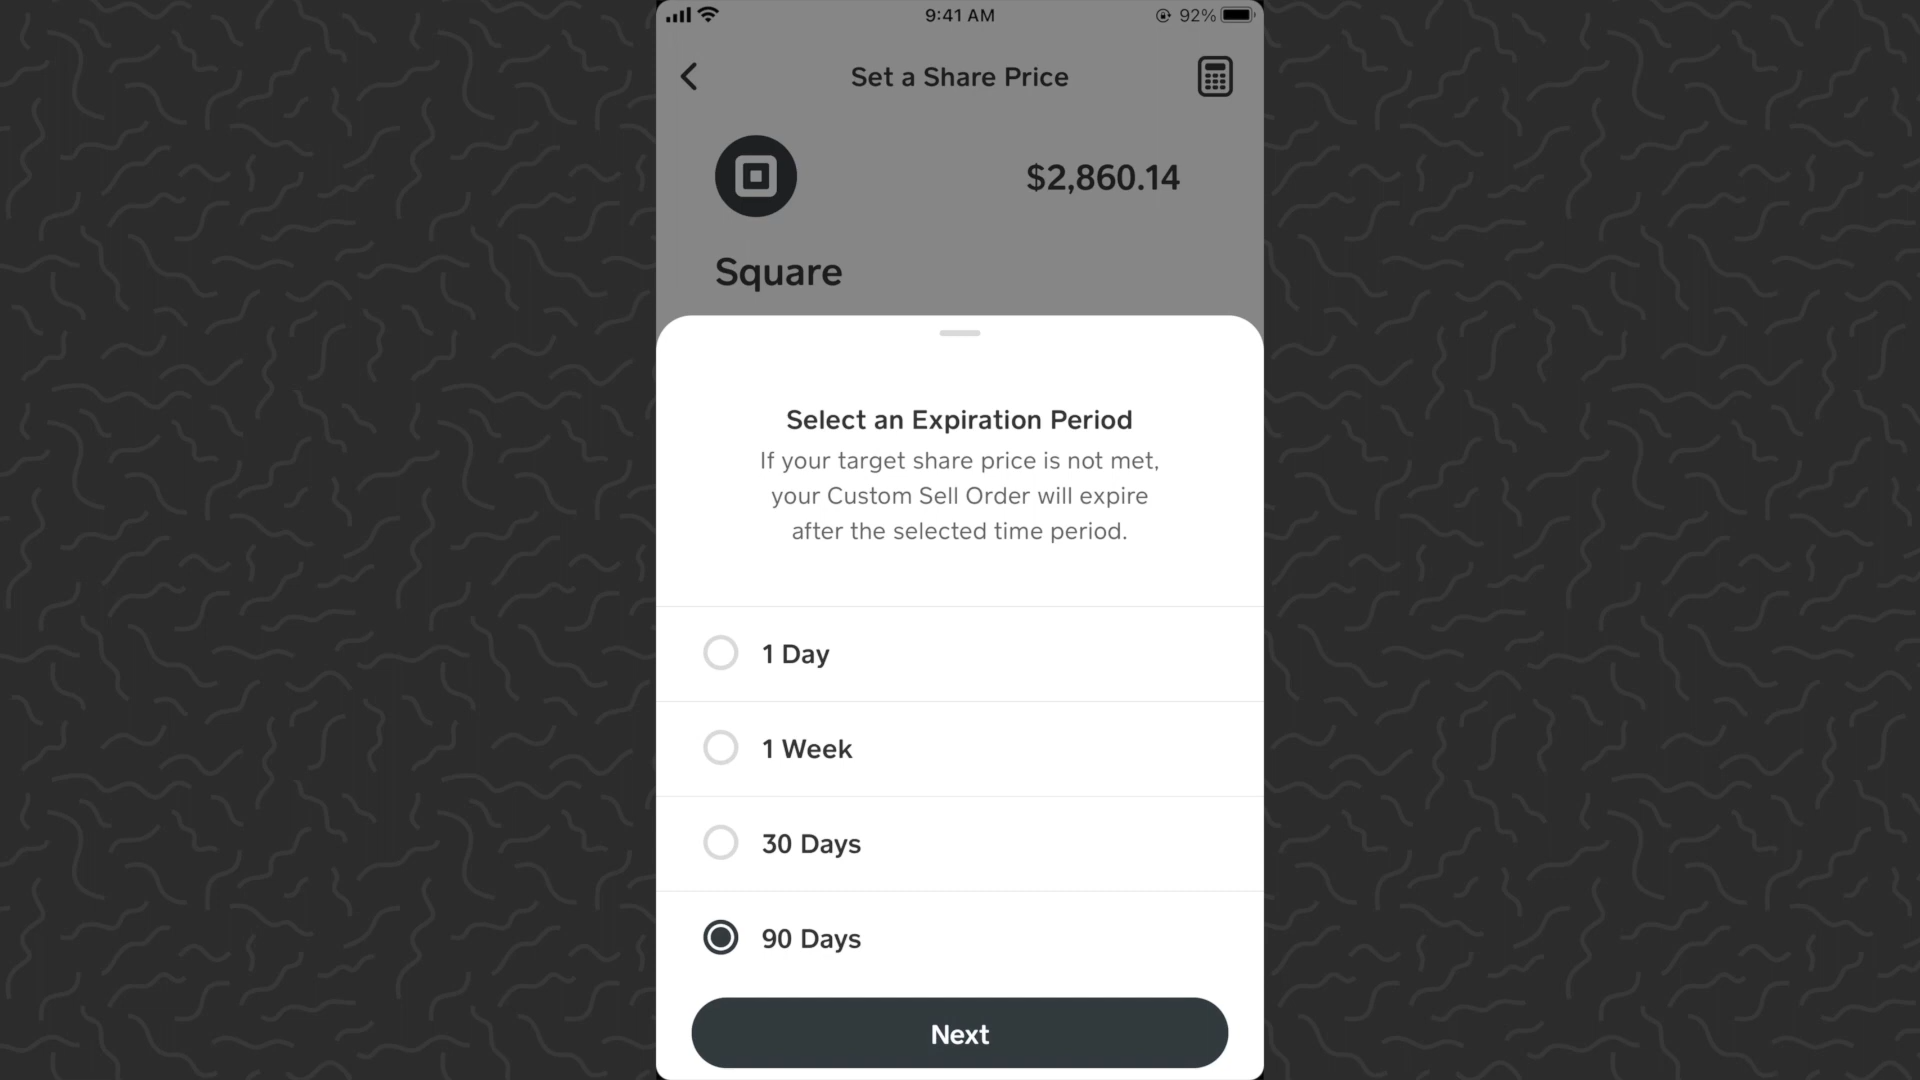 9:41 AM
92%
Set a Share Price
$2,860.14
Square
Select an Expiration Period
If your target share price is not met,
your Custom Sell Order will expire
after the selected time period.
1 Day
1 Week
30 Days
90 Days
Next